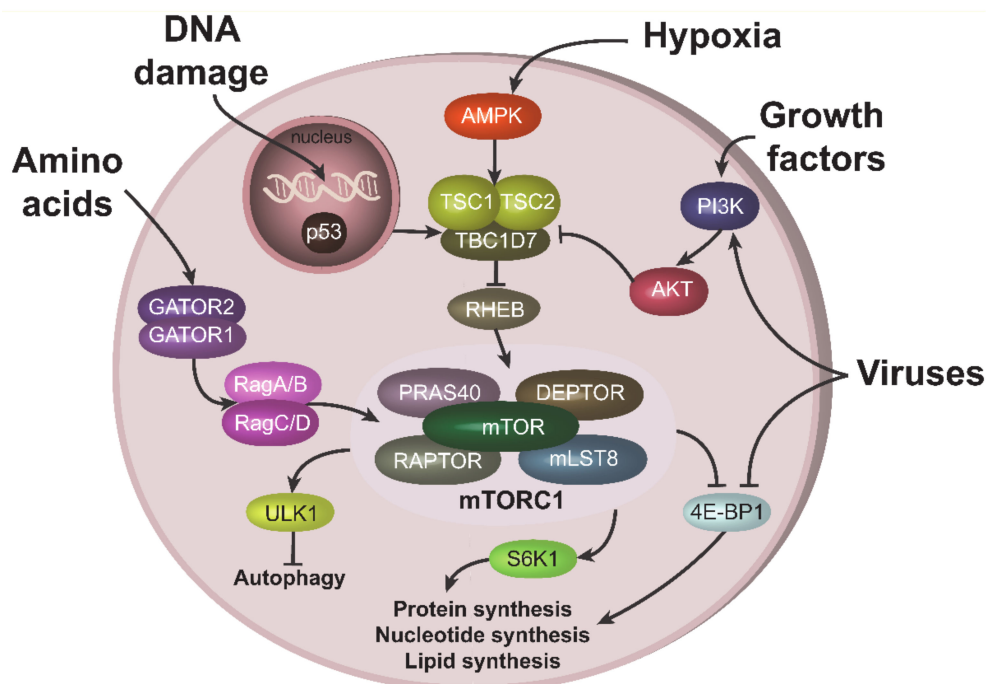 DNA
damage
Hypoxia
Amino
acids
Growth
factors
nucleus
AMPK
p53
TSC1 TSC2
TBC1D7
PI3K
AKT
GATOR2
GATOR1
RHEB
Viruses
RagA/B
RagC/D
PRAS40
DEPTOR
mTOR
RAPTOR
mLST8
mTORC1
ULK1
4E-BP1
S6K1
Autophagy
Protein synthesis
Nucleotide synthesis
Lipid synthesis